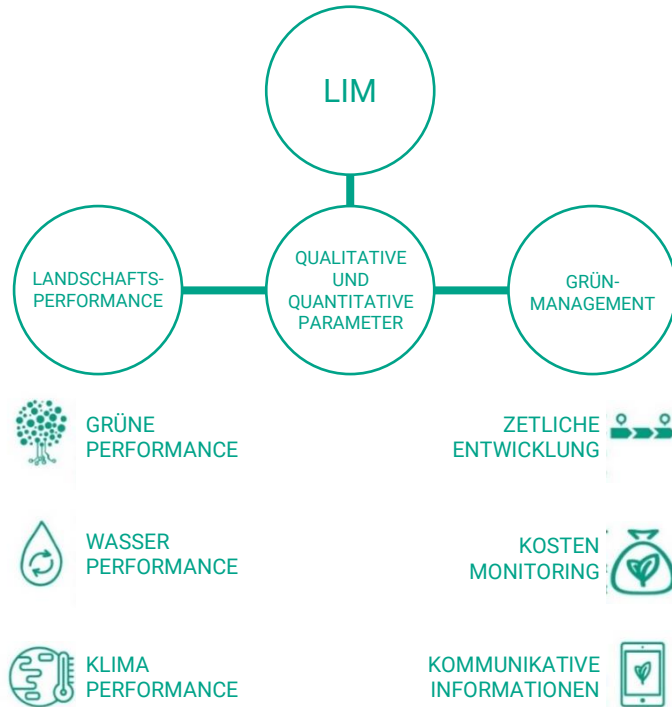 LIM
LANDSCHAFTS-
PERFORMANCE
QUALITATIVE
UND
QUANTITATIVE
PARAMETER
GRÜN-
MANAGEMENT
GRÜNE
PERFORMANCE
ZETLICHE
ENTWICKLUNG
WASSER
PERFORMANCE
KOSTEN
MONITORING
KLIMA
PERFORMANCE
KOMMUNIKATIVE
INFORMATIONEN